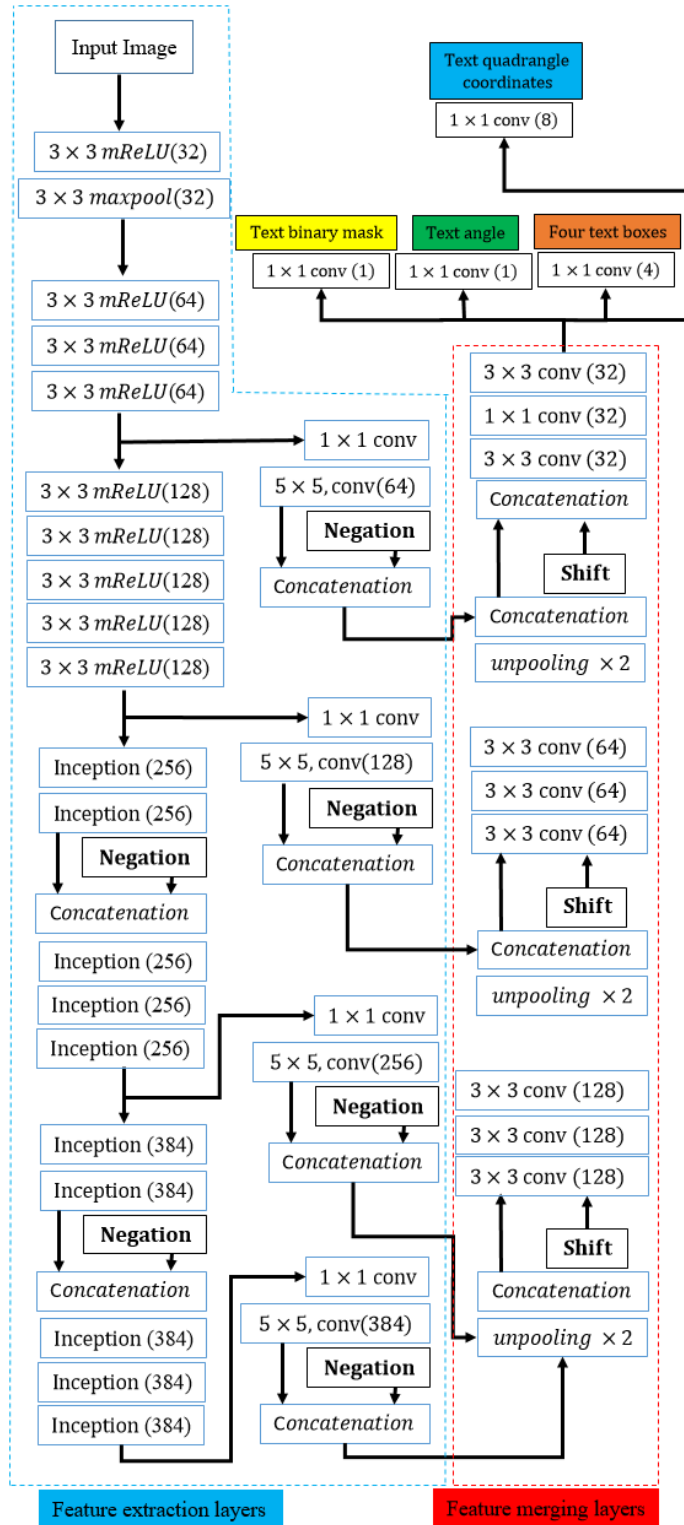 Input Image
3 × 3 mReLU(32)
3 × 3 maxpool(32)
3 × 3 mReLU(64)
3 × 3 mReLU(64)
3 × 3 mReLU(64)
3 × 3 mReLU(128)
3 × 3 mReLU(128)
3 × 3 mReLU(128)
3 × 3 mReLU(128)
3 × 3 mReLU(128)
Inception (256)
Inception (256)
Negation
Concatenation
Inception (256)
Inception (256)
Inception (256)
Inception (384)
Inception (384)
Negation
Concatenation
Inception (384)
Inception (384)
Inception (384)
1 × 1 conv
5 × 5, conv(64)
Negation
Concatenation
1 × 1 conv
5 × 5, conv(128)
Negation
Concatenation
1 × 1 conv
5 × 5, conv(256)
Negation
Concatenation
1 × 1 conv
5 × 5, conv(384)
Negation
Concatenation
Text quadrangle
coordinates
1 × 1 conv (8)
Text binary mask
1 × 1 conv (1)
Text angle
1 × 1 conv (1)
Four text boxes
1 × 1 conv (4)
3 × 3 conv (32)
1 × 1 conv (32)
3 × 3 conv (32)
Concatenation
Shift
Concatenation
unpooling × 2
3 × 3 conv (64)
3 × 3 conv (64)
3 × 3 conv (64)
Shift
Concatenation
unpooling × 2
3 × 3 conv (128)
3 × 3 conv (128)
3 × 3 conv (128)
Shift
Concatenation
unpooling × 2
Feature extraction layers
Feature merging layers